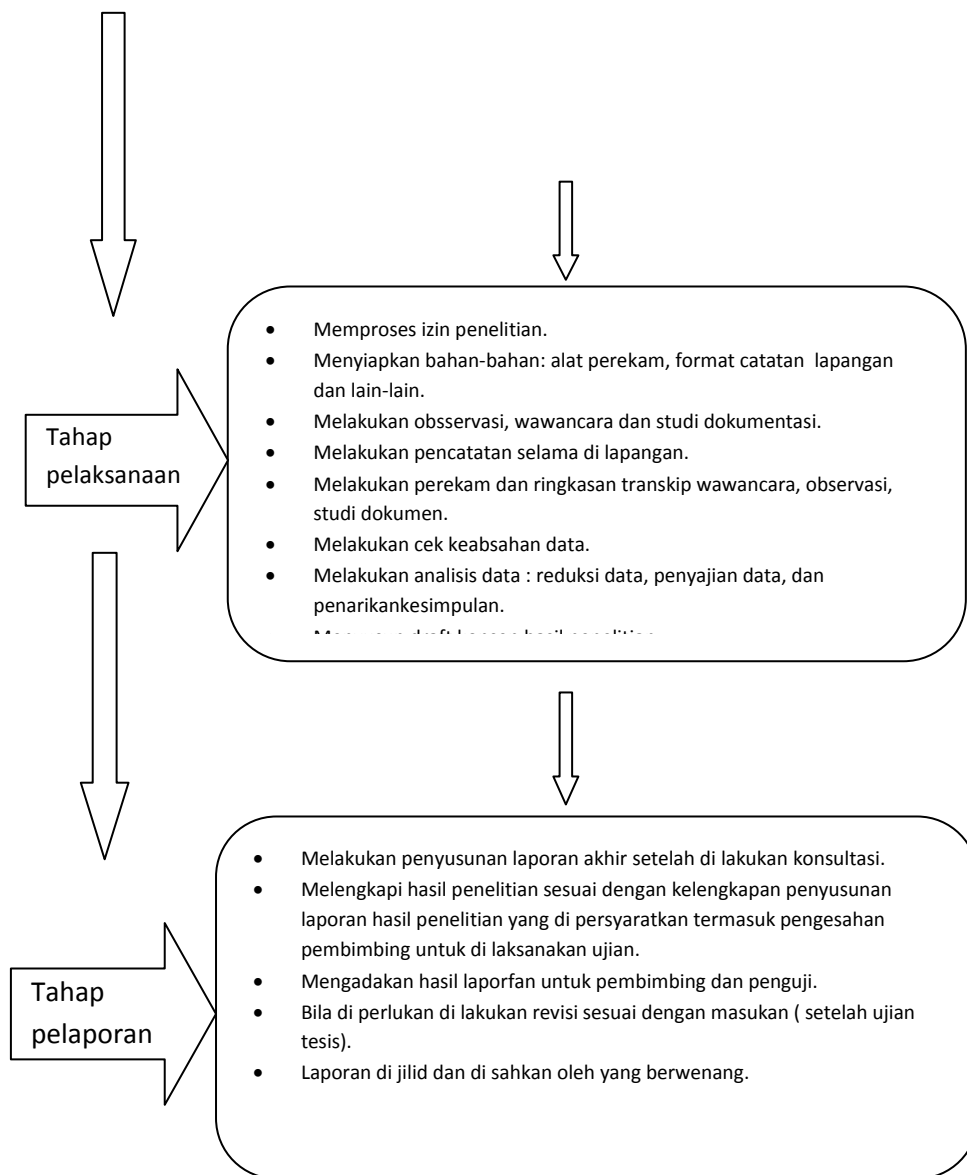 Memproses izin penelitian.
Menyiapkan bahan-bahan: alat perekam, format catatan lapangan
dan lain-lain.
Melakukan obsservasi, wawancara dan studi dokumentasi.
Melakukan pencatatan selama di lapangan.
Melakukan perekam dan ringkasan transkip wawancara, observasi,
studi dokumen.
Melakukan cek keabsahan data.
Melakukan analisis data : reduksi data, penyajian data, dan
penarikankesimpulan.
Tahap
pelaksanaan
Melakukan penyusunan laporan akhir setelah di lakukan konsultasi.
Melengkapi hasil penelitian sesuai dengan kelengkapan penyusunan
laporan hasil penelitian yang di persyaratkan termasuk pengesahan
pembimbing untuk di laksanakan ujian.
Mengadakan hasil laporfan untuk pembimbing dan penguji.
Bila di perlukan di lakukan revisi sesuai dengan masukan ( setelah ujian
tesis).
Laporan di jilid dan di sahkan oleh yang berwenang.
Tahap
pelaporan